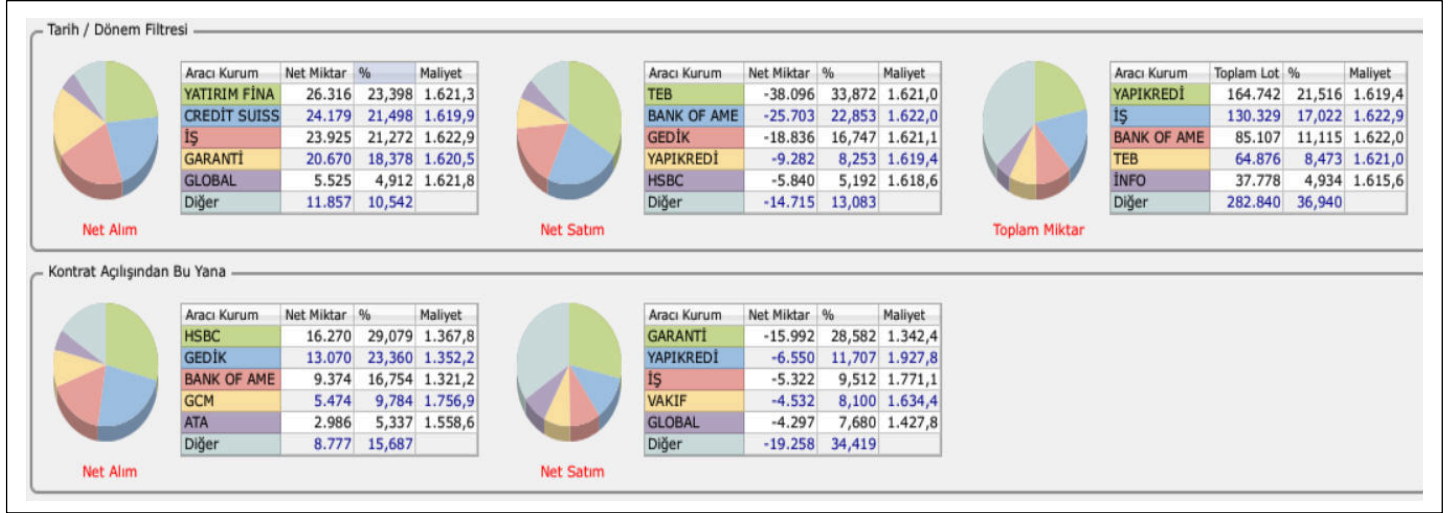 Tarih / Dönem Filtresi
Aracı Kurum Net Miktar % Maliyet
YATIRIM FİNA 26.316 23,398 1.621,3
CREDİT SUISS 24.179 21,498 1.619,9
İŞ 23.925 21,272 1.622,9
GARANTİ 20.670 18,378 1.620,5
GLOBAL 5.525 4,912 1.621,8
Diğer 11.857 10,542
Net Alım
Aracı Kurum Net Miktar % Maliyet
TEB -38.096 33,872 1.621,0
BANK OF AME -25.703 22,853 1.622,0
GEDİK -18.836 16,747 1.621,1
YAPIKREDİ -9.282 8,253 1.619,4
HSBC -5.840 5,192 1.618,6
Diğer -14.715 13,083
Net Satım
Aracı Kurum Toplam Lot % Maliyet
YAPIKREDİ 164.742 21,516 1.619,4
İŞ 130.329 17,022 1.622,9
BANK OF AME 85.107 11,115 1.622,0
TEB 64.876 8,473 1.621,0
İNFO 37.778 4,934 1.615,6
Diğer 282.840 36,940
Toplam Miktar
Kontrat Açılışından Bu Yana
Aracı Kurum Net Miktar % Maliyet
HSBC 16.270 29,079 1.367,8
GEDİK 13.070 23,360 1.352,2
BANK OF AME 9.374 16,754 1.321,2
GCM 5.474 9,784 1.756,9
ATA 2.986 5,337 1.558,6
Diğer 8.777 15,687
Net Alım
Aracı Kurum Net Miktar % Maliyet
GARANTİ -15.992 28,582 1.342,4
YAPIKREDİ -6.550 11,707 1.927,8
İŞ -5.322 9,512 1.771,1
VAKIF -4.532 8,100 1.634,4
GLOBAL -4.297 7,680 1.427,8
Diğer -19.258 34,419
Net Satım